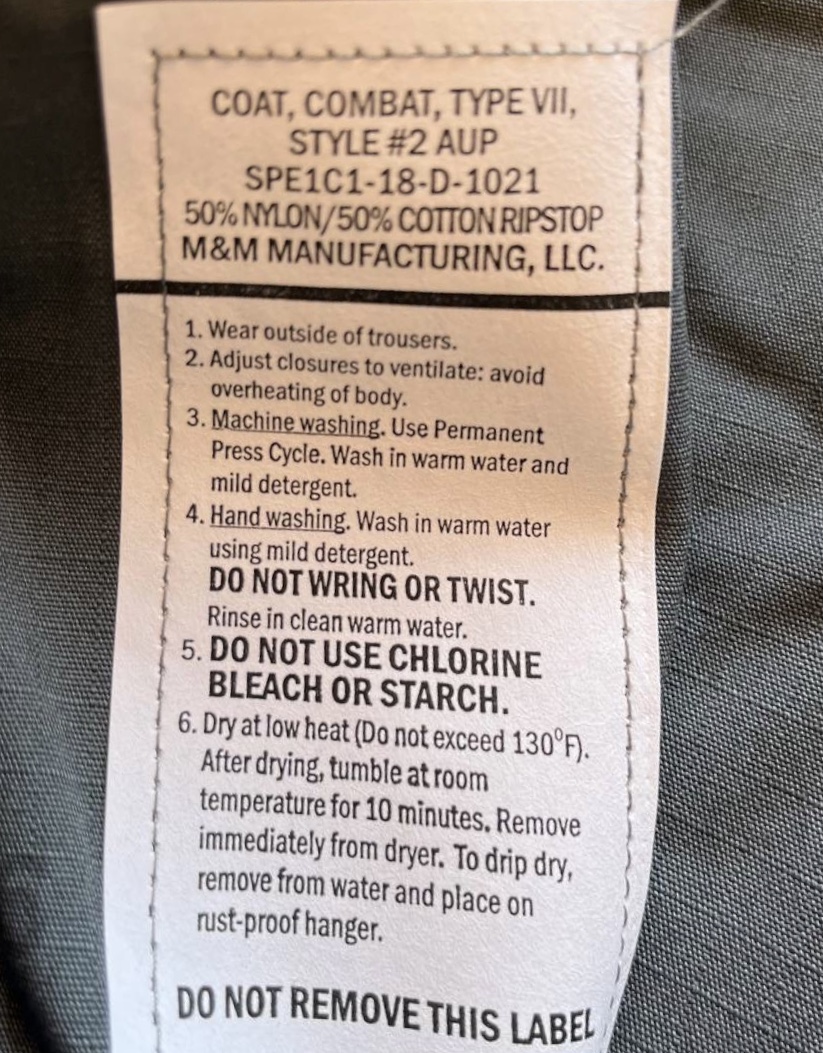 COAT, COMBAT, TYPE VII,
STYLE #2 AUP
SPE1C1-18-D-1021
50% NYLON/50% COTTON RIPSTOP
M&M MANUFACTURING, LLC.
1. Wear outside of trousers.
2. Adjust closures to ventilate: avoid
overheating of body.
3. Machine washing. Use Permanent
Press Cycle. Wash in warm water and
mild detergent.
4. Hand washing. Wash in warm water
using mild detergent.
DO NOT WRING OR TWIST.
Rinse in clean warm water.
5. DO NOT USE CHLORINE
BLEACH OR STARCH.
6. Dry at low heat (Do not exceed 130°F).
After drying, tumble at room
temperature for 10 minutes. Remove
immediately from dryer. To drip dry,
remove from water and place on
rust-proof hanger.
DO NOT REMOVE THIS LABEL